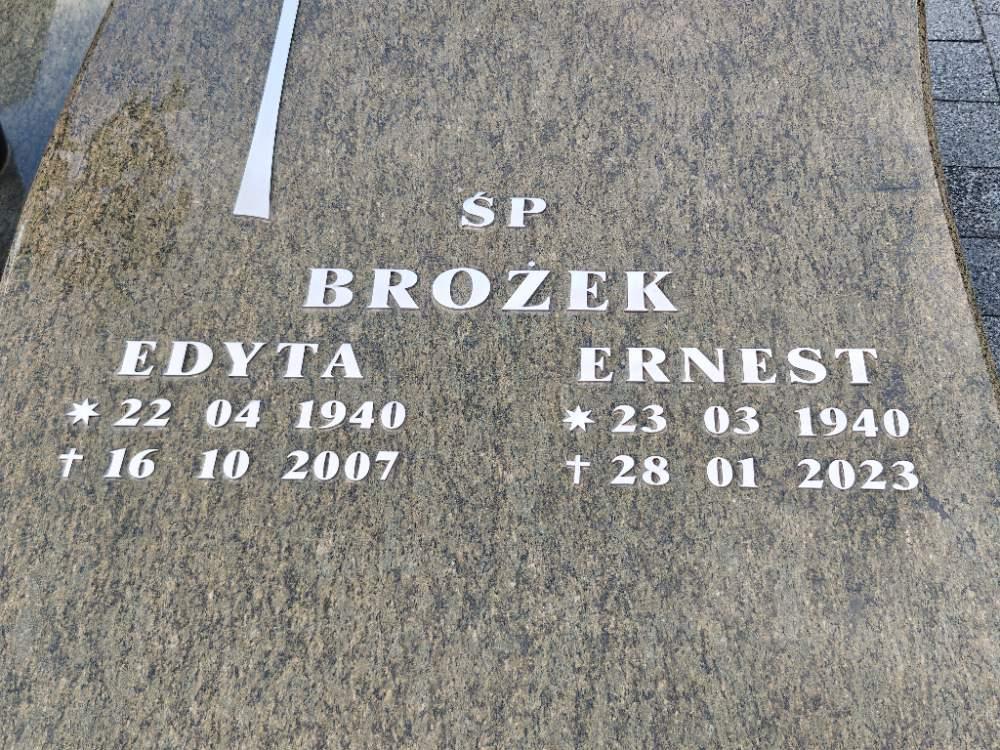 ŚP
BROŻEK
EDYTA ERNEST
* 22 04 1940 * 23 03 1940
† 16 10 2007 † 28 01 2023